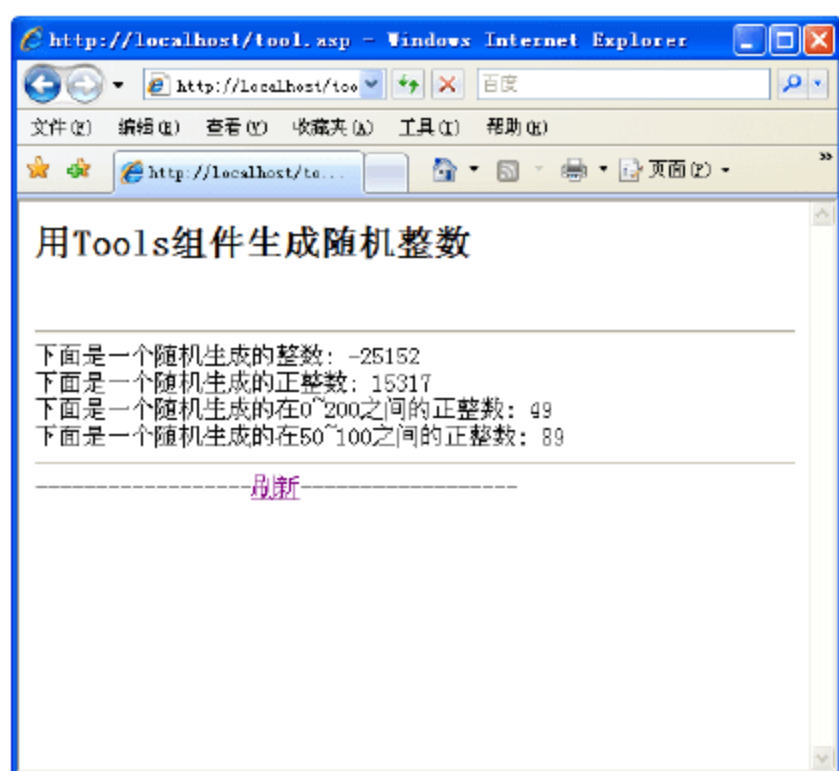 http://localhost/tool.asp - Windows Internet Explorer
http://localhost/too
百度
文件(F) 编辑(E) 查看(V) 收藏夹(A) 工具(T) 帮助(H)
http://localhost/to... 页面(P)
用Tools组件生成随机整数
下面是一个随机生成的整数: -25152
下面是一个随机生成的正整数: 15317
下面是一个随机生成的在0~200之间的正整数: 49
下面是一个随机生成的在50~100之间的正整数: 89
------------------刷新------------------